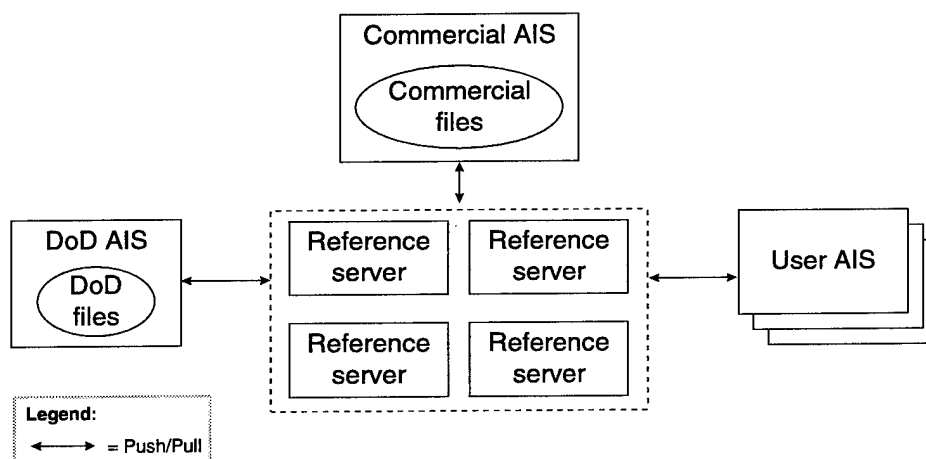 Commercial AIS
Commercial
files
DoD AIS
DoD
files
Reference
server
Reference
server
Reference
server
Reference
server
User AIS
Legend:
= Push/Pull